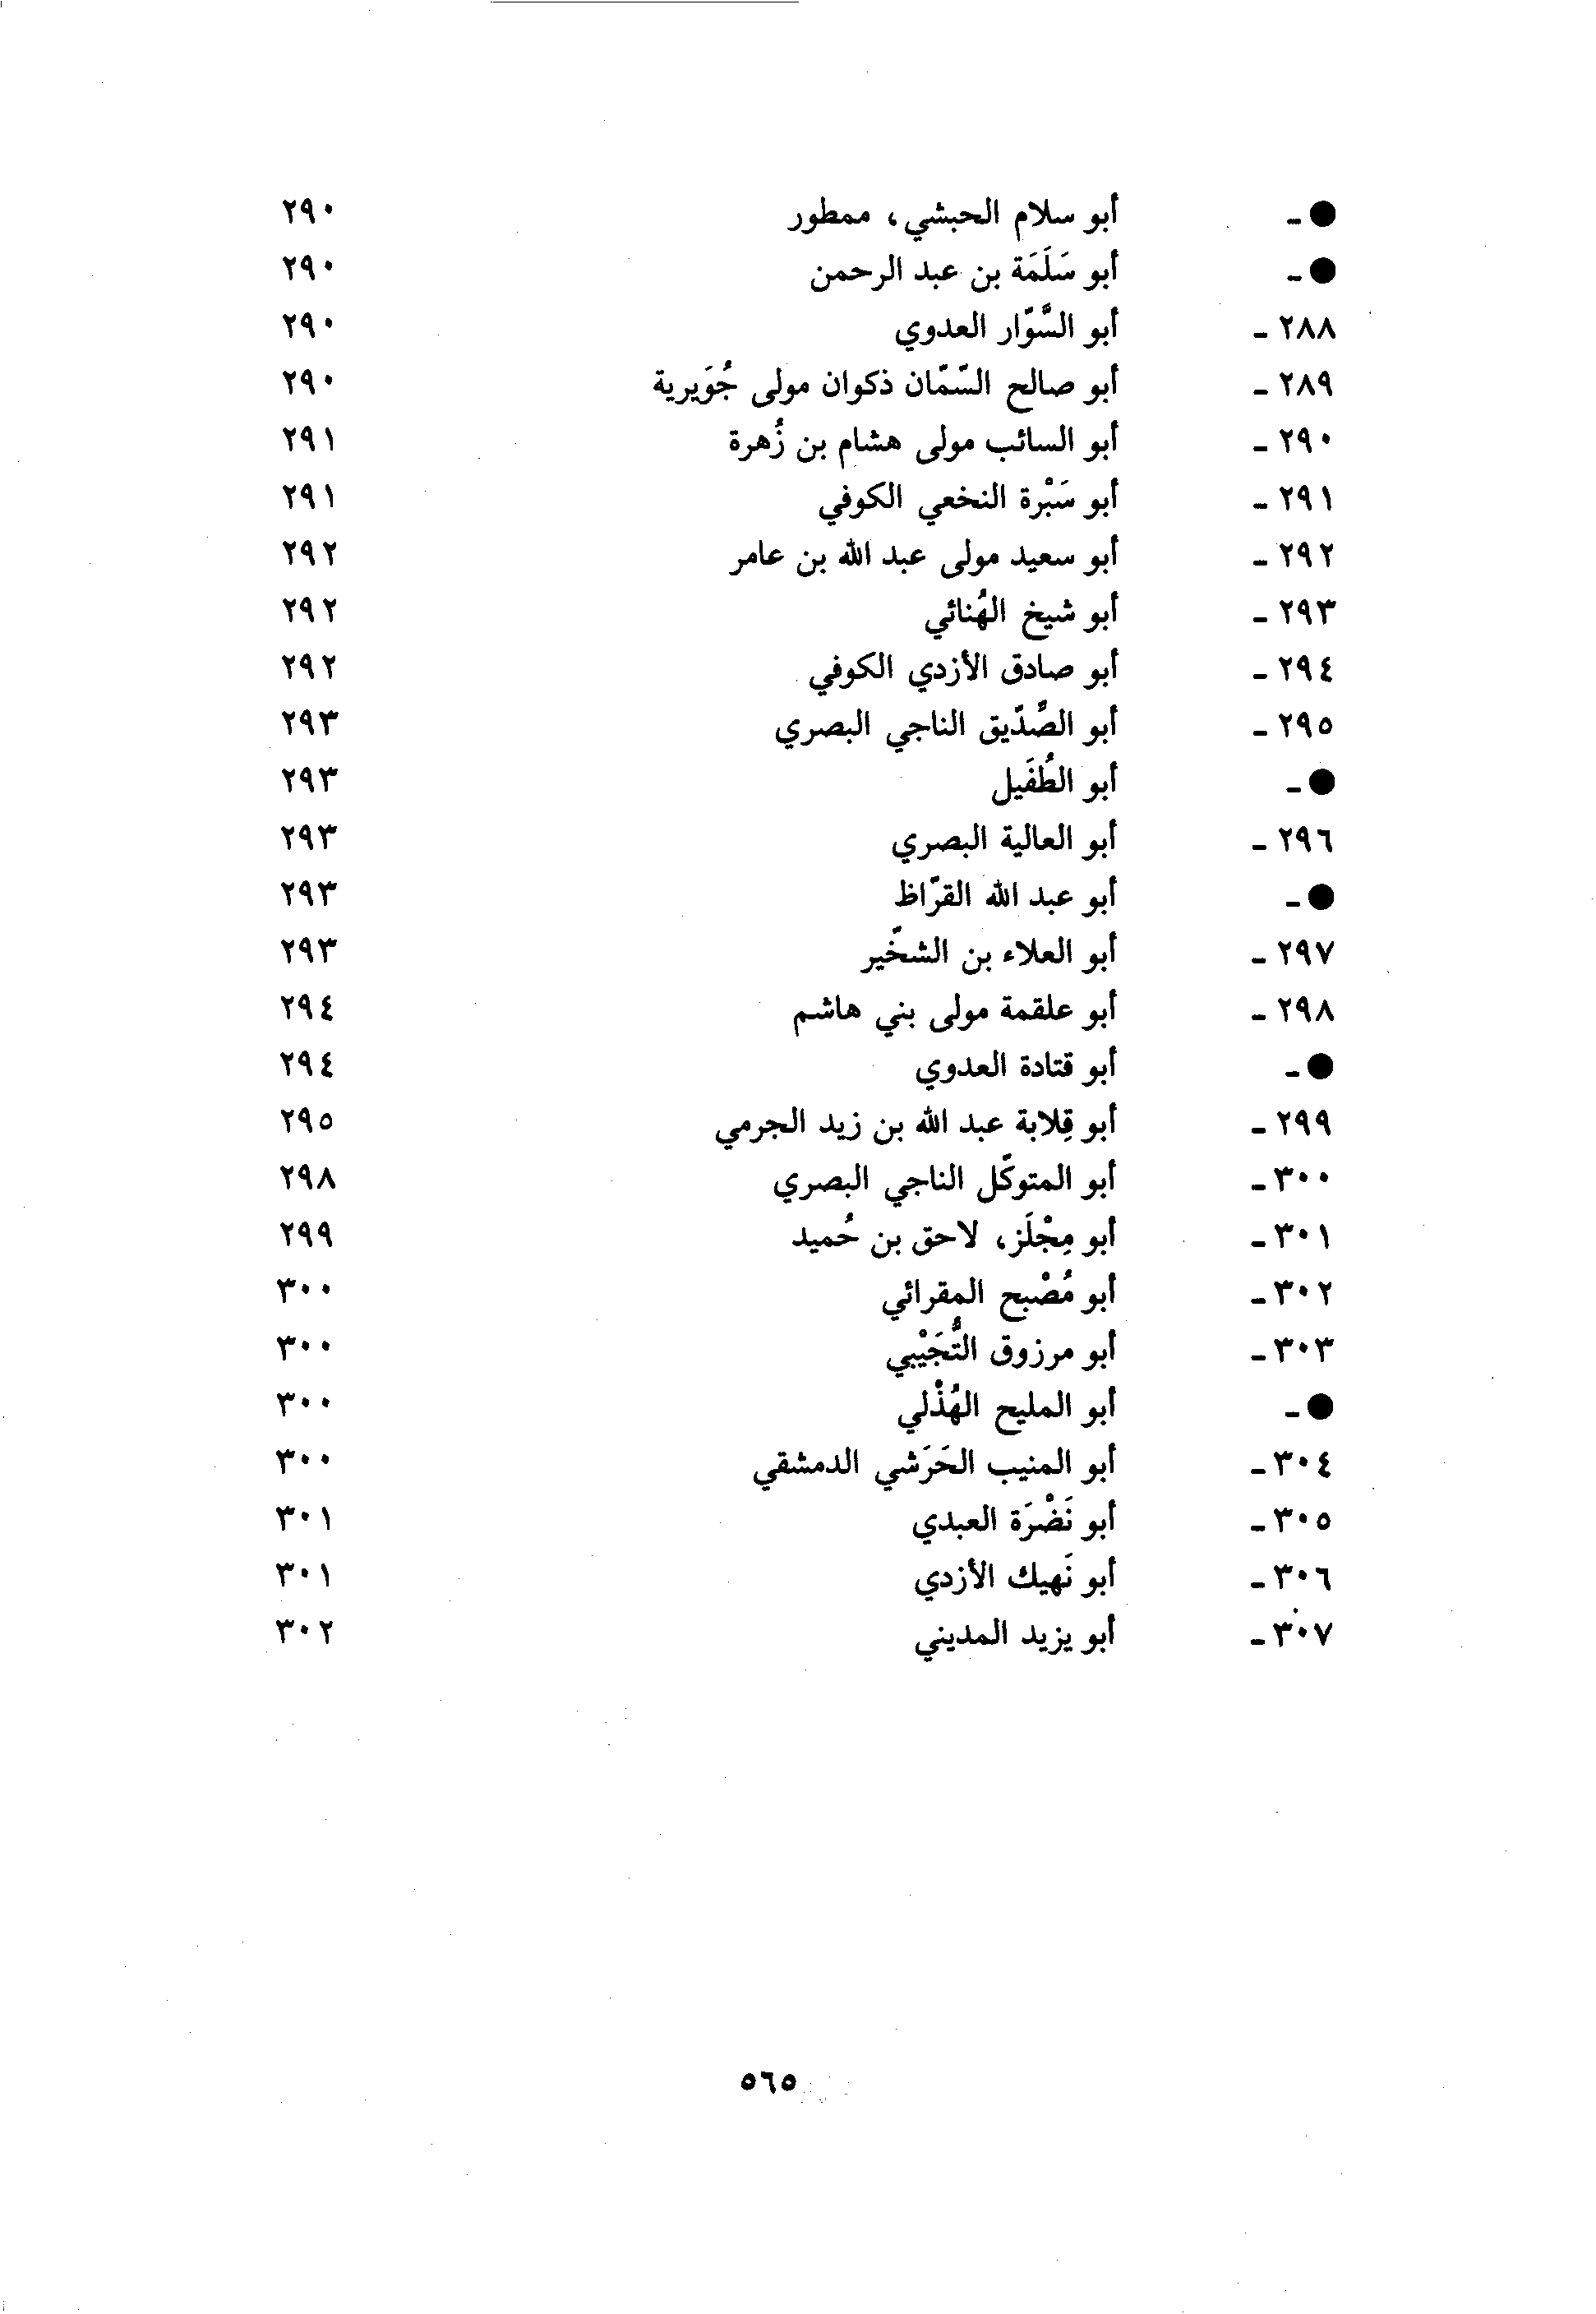 ● - أبو سلام الحبشي، ممطور ٢٩٠
● - أبو سَلَمَة بن عبد الرحمن ٢٩٠
٢٨٨ - أبو السَّوّار العدوي ٢٩٠
٢٨٩ - أبو صالح السّمّان ذكوان مولى جُوَيرية ٢٩٠
٢٩٠ - أبو السائب مولى هشام بن زُهرة ٢٩١
٢٩١ - أبو سَبْرة النخعي الكوفي ٢٩١
٢٩٢ - أبو سعيد مولى عبد الله بن عامر ٢٩٢
٢٩٣ - أبو شيخ الهُنائي ٢٩٢
٢٩٤ - أبو صادق الأزدي الكوفي ٢٩٢
٢٩٥ - أبو الصِّدّيق الناجي البصري ٢٩٣
● - أبو الطُفَيل ٢٩٣
٢٩٦ - أبو العالية البصري ٢٩٣
● - أبو عبد الله القرّاظ ٢٩٣
٢٩٧ - أبو العلاء بن الشخّير ٢٩٣
٢٩٨ - أبو علقمة مولى بني هاشم ٢٩٤
● - أبو قتادة العدوي ٢٩٤
٢٩٩ - أبو قِلابة عبد الله بن زيد الجرمي ٢٩٥
٣٠٠ - أبو المتوكّل الناجي البصري ٢٩٨
٣٠١ - أبو مِجْلَز، لاحق بن حُميد ٢٩٩
٣٠٢ - أبو مُصْبح المقرائي ٣٠٠
٣٠٣ - أبو مرزوق التُّجَيْبي ٣٠٠
● - أبو المليح الهُذْلي ٣٠٠
٣٠٤ - أبو المنيب الحَرَشي الدمشقي ٣٠٠
٣٠٥ - أبو نَضْرَة العبدي ٣٠١
٣٠٦ - أبو نَهيك الأزدي ٣٠١
٣٠٧ - أبو يزيد المديني ٣٠٢
٥٦٥